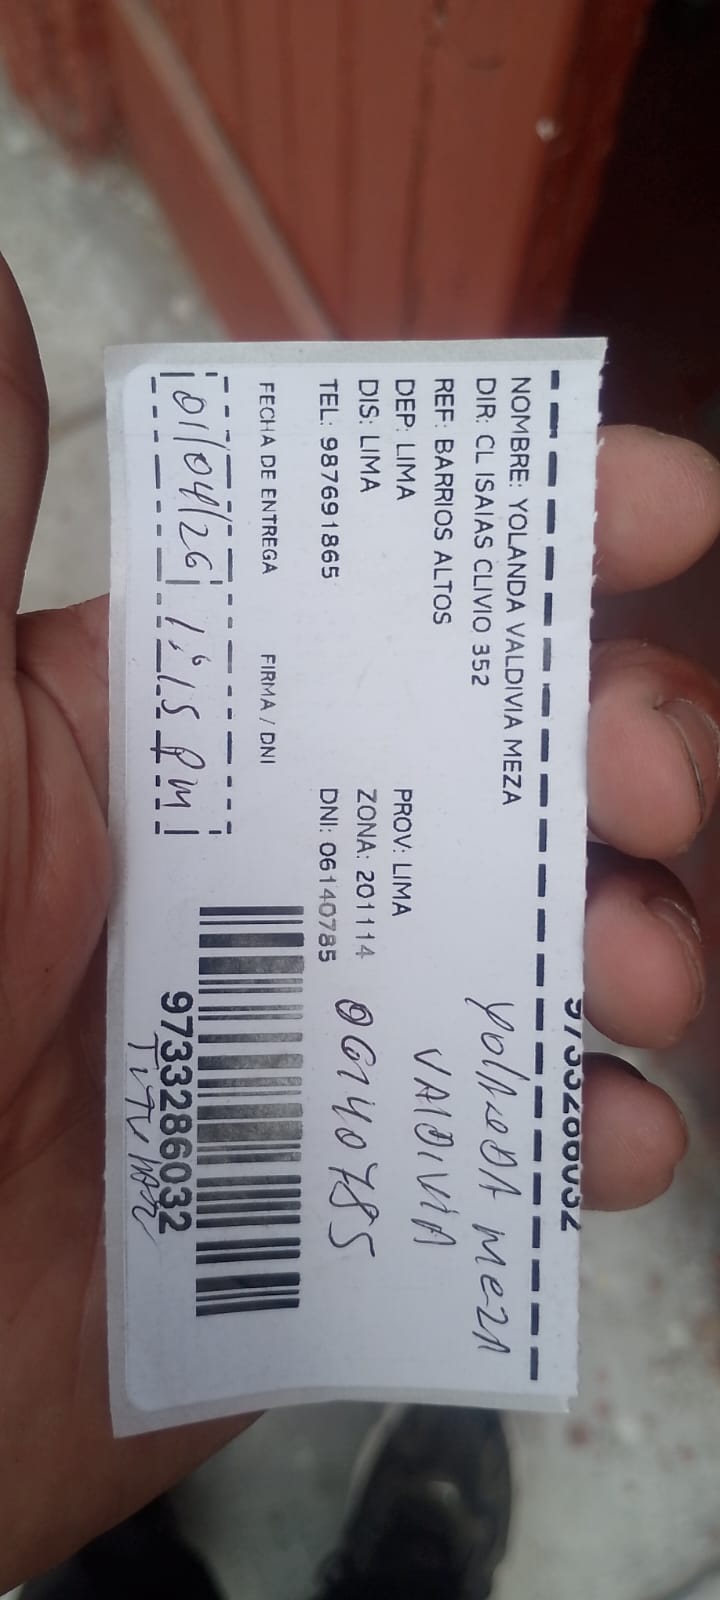 9733286032
NOMBRE: YOLANDA VALDIVIA MEZA
DIR: CL ISAIAS CLIVIO 352
REF: BARRIOS ALTOS
DEP: LIMA PROV: LIMA
DIS: LIMA ZONA: 201114
TEL: 987691865 DNI: 06140785
Yolanda Meza
VALDIVIA
06140785
FECHA DE ENTREGA FIRMA / DNI
01/04/26 1:15 Pm
9733286032
Titular